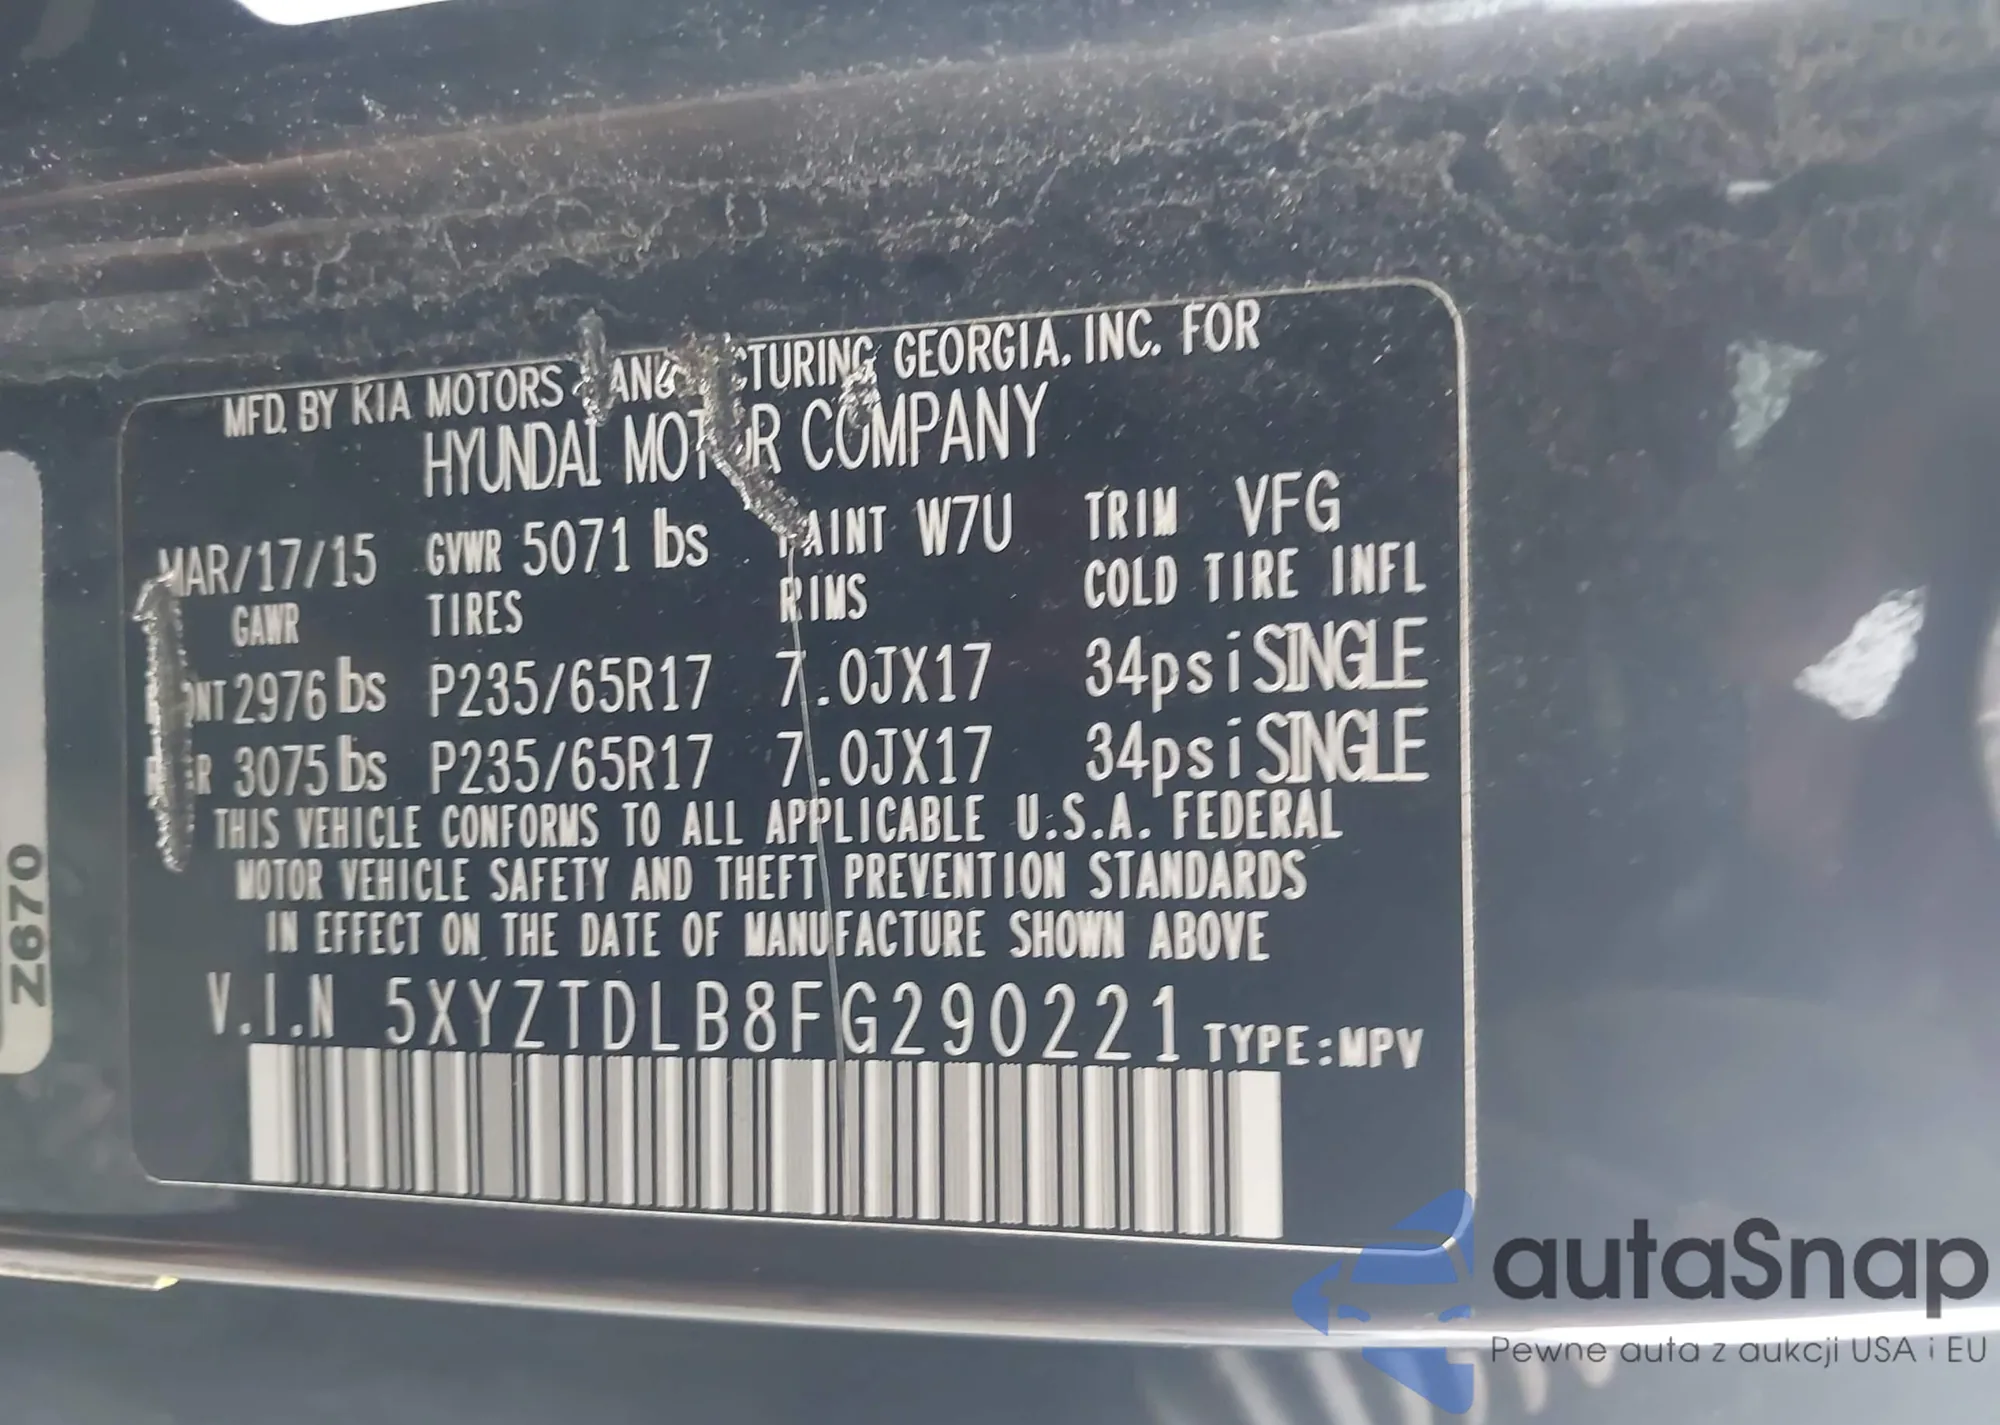 MFD. BY KIA MOTORS MANUFACTURING GEORGIA, INC. FOR
HYUNDAI MOTOR COMPANY
MAR/17/15 GVWR 5071 lbs PAINT W7U TRIM VFG
GAWR TIRES RIMS COLD TIRE INFL
FRONT 2976 lbs P235/65R17 7.0JX17 34psi SINGLE
REAR 3075 lbs P235/65R17 7.0JX17 34psi SINGLE
THIS VEHICLE CONFORMS TO ALL APPLICABLE U.S.A. FEDERAL
MOTOR VEHICLE SAFETY AND THEFT PREVENTION STANDARDS
IN EFFECT ON THE DATE OF MANUFACTURE SHOWN ABOVE
V.I.N 5XYZTDLB8FG290221 TYPE:MPV
Z670
autaSnap
Pewne auta z aukcji USA i EU